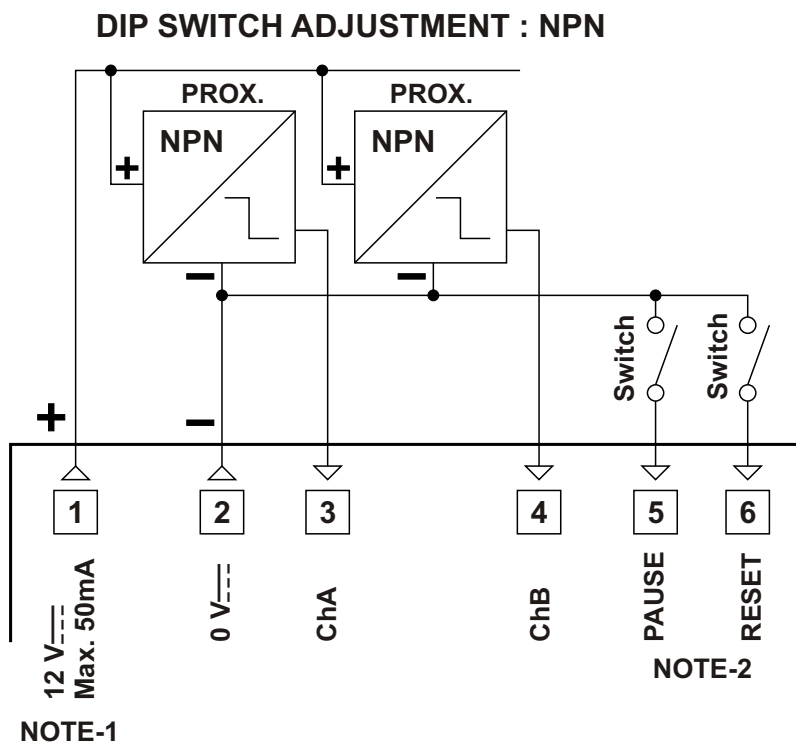 DIP SWITCH ADJUSTMENT : NPN
PROX.
PROX.
NPN
NPN
+
+
−
−
Switch
Switch
+
−
1
2
3
4
5
6
12 V⎓
Max. 50mA
0 V⎓
ChA
ChB
PAUSE
RESET
NOTE-1
NOTE-2